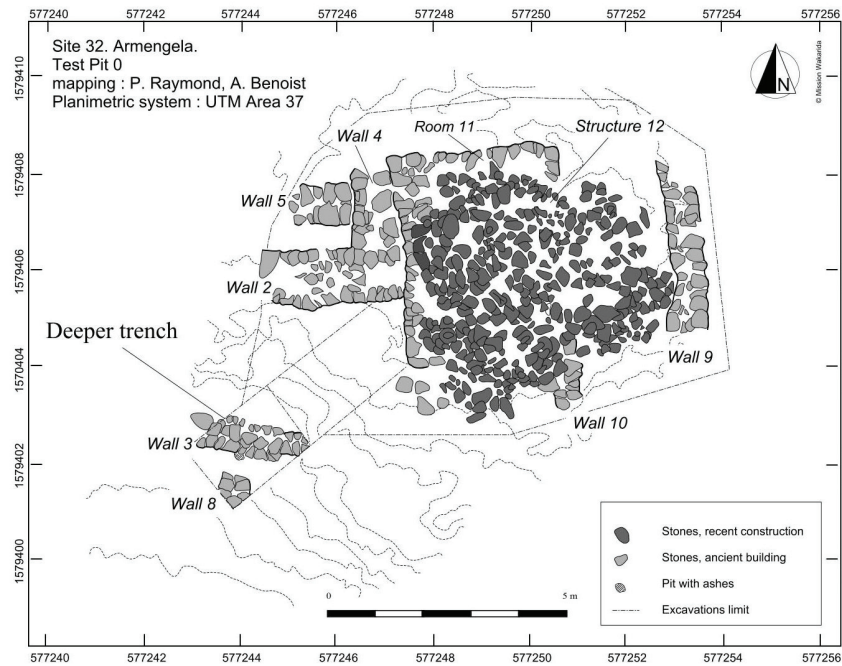 577240 577242 577244 577246 577248 577250 577252 577254 577256
Site 32. Armengela.
Test Pit 0
mapping : P. Raymond, A. Benoist
Planimetric system : UTM Area 37
N
© Mission Wakarida
1579410
1579408
1579406
1570404
1579402
1579400
Wall 4
Room 11
Structure 12
Wall 5
Wall 2
Deeper trench
Wall 9
Wall 10
Wall 3
Wall 8
Stones, recent construction
Stones, ancient building
Pit with ashes
Excavations limit
0 5 m
577240 577242 577244 577246 577248 577250 577252 577254 577256